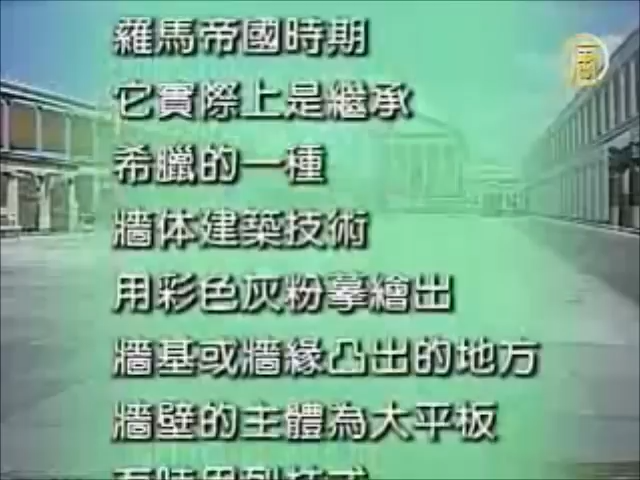 羅馬帝國時期
它實際上是繼承
希臘的一種
牆体建築技術
用彩色灰粉摹繪出
牆基或牆緣凸出的地方
牆壁的主體為大平板